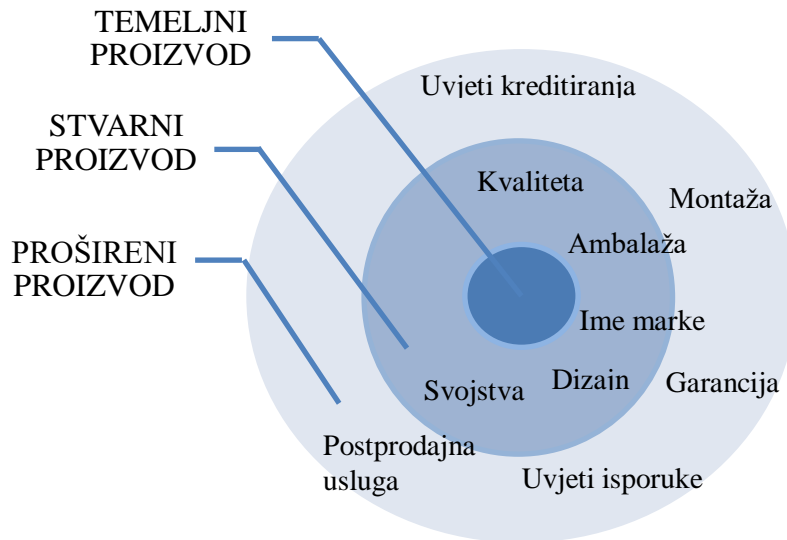 TEMELJNI
PROIZVOD
STVARNI
PROIZVOD
PROŠIRENI
PROIZVOD
Uvjeti kreditiranja
Kvaliteta
Montaža
Ambalaža
Ime marke
Dizajn
Garancija
Svojstva
Postprodajna
usluga
Uvjeti isporuke